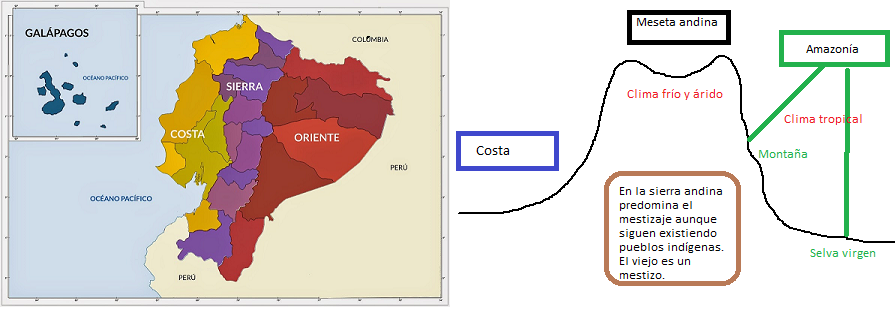 GALÁPAGOS
OCÉANO PACÍFICO
COLOMBIA
SIERRA
COSTA
ORIENTE
PERÚ
OCÉANO PACÍFICO
PERÚ
Meseta andina
Amazonía
Clima frío y árido
Clima tropical
Costa
Montaña
En la sierra andina
predomina el
mestizaje aunque
siguen existiendo
pueblos indígenas.
El viejo es un
mestizo.
Selva virgen